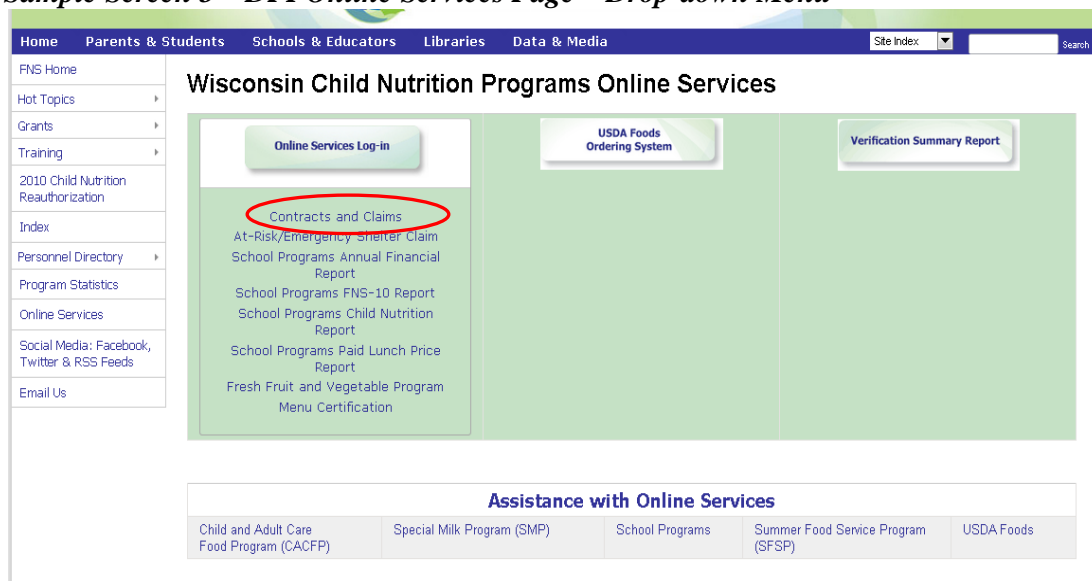 Sample Screen 3 – DPI Online Services Page – Drop-down Menu
Home Parents & Students Schools & Educators Libraries Data & Media Site Index Search
FNS Home
Hot Topics
Grants
Training
2010 Child Nutrition
Reauthorization
Index
Personnel Directory
Program Statistics
Online Services
Social Media: Facebook,
Twitter & RSS Feeds
Email Us
Wisconsin Child Nutrition Programs Online Services
Online Services Log-in
Contracts and Claims
At-Risk/Emergency Shelter Claim
School Programs Annual Financial
Report
School Programs FNS-10 Report
School Programs Child Nutrition
Report
School Programs Paid Lunch Price
Report
Fresh Fruit and Vegetable Program
Menu Certification
USDA Foods
Ordering System
Verification Summary Report
Assistance with Online Services
Child and Adult Care
Food Program (CACFP)
Special Milk Program (SMP)
School Programs
Summer Food Service Program
(SFSP)
USDA Foods